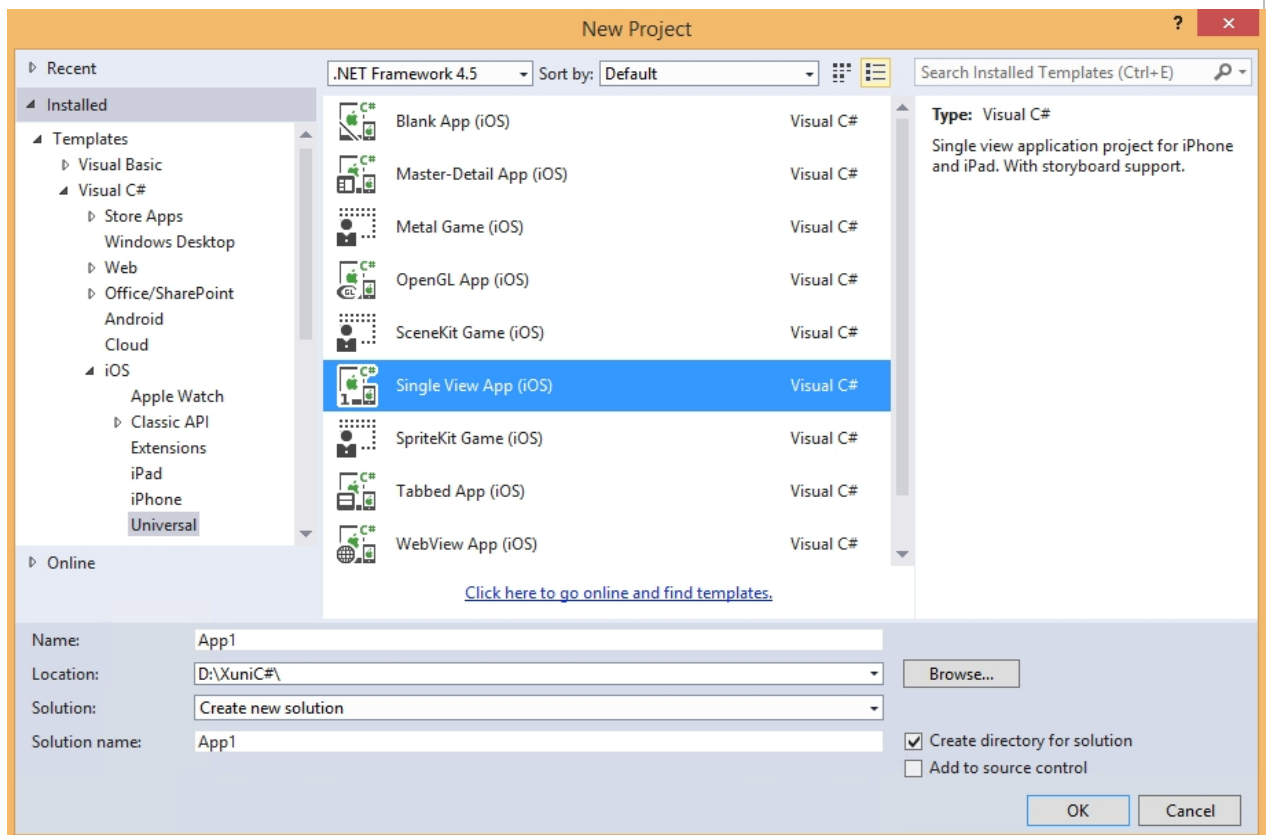 New Project
?
×
Recent
Installed
Templates
Visual Basic
Visual C#
Store Apps
Windows Desktop
Web
Office/SharePoint
Android
Cloud
iOS
Apple Watch
Classic API
Extensions
iPad
iPhone
Universal
Online
.NET Framework 4.5 Sort by: Default
Blank App (iOS) Visual C#
Master-Detail App (iOS) Visual C#
Metal Game (iOS) Visual C#
OpenGL App (iOS) Visual C#
SceneKit Game (iOS) Visual C#
Single View App (iOS) Visual C#
SpriteKit Game (iOS) Visual C#
Tabbed App (iOS) Visual C#
WebView App (iOS) Visual C#
Click here to go online and find templates.
Search Installed Templates (Ctrl+E)
Type: Visual C#
Single view application project for iPhone
and iPad. With storyboard support.
Name: App1
Location: D:\XuniC#\
Browse...
Solution: Create new solution
Solution name: App1
Create directory for solution
Add to source control
OK Cancel